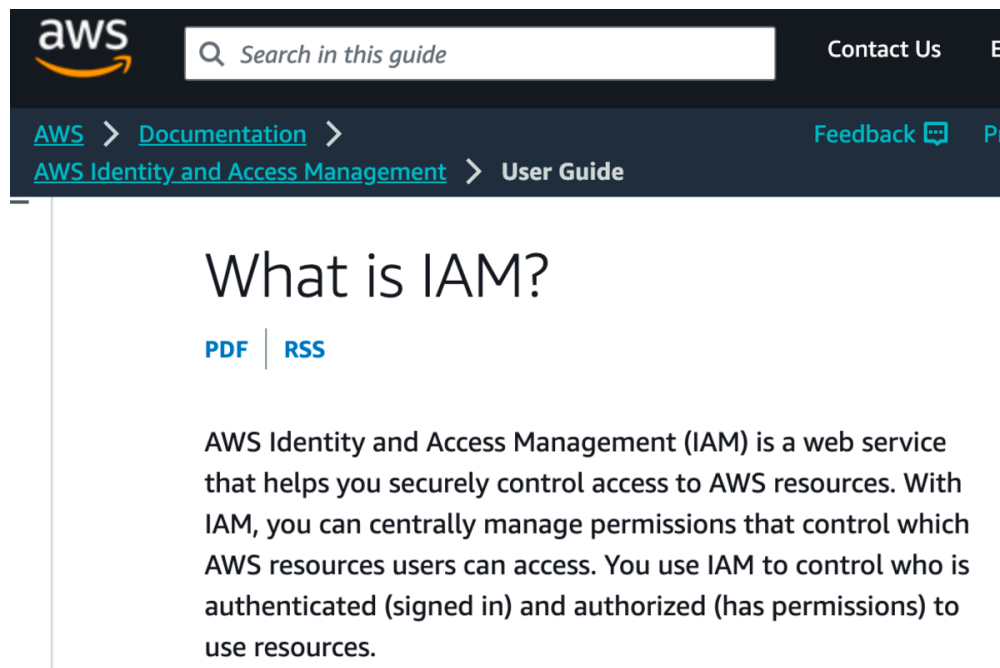 aws
Search in this guide
Contact Us
AWS > Documentation >
Feedback
AWS Identity and Access Management > User Guide
What is IAM?
PDF | RSS
AWS Identity and Access Management (IAM) is a web service
that helps you securely control access to AWS resources. With
IAM, you can centrally manage permissions that control which
AWS resources users can access. You use IAM to control who is
authenticated (signed in) and authorized (has permissions) to
use resources.